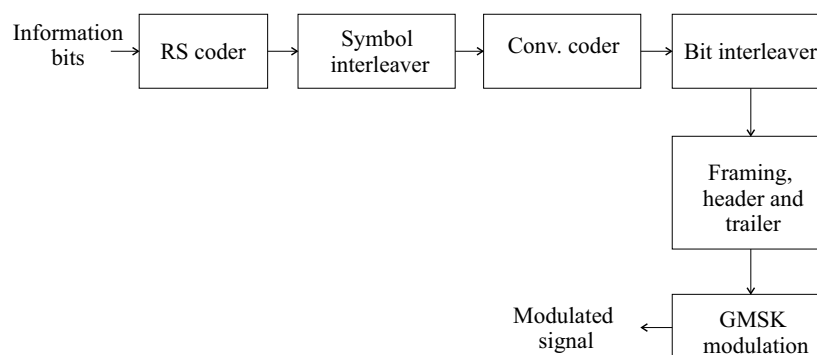 Information
bits
RS coder
Symbol
interleaver
Conv. coder
Bit interleaver
Framing,
header and
trailer
GMSK
modulation
Modulated
signal